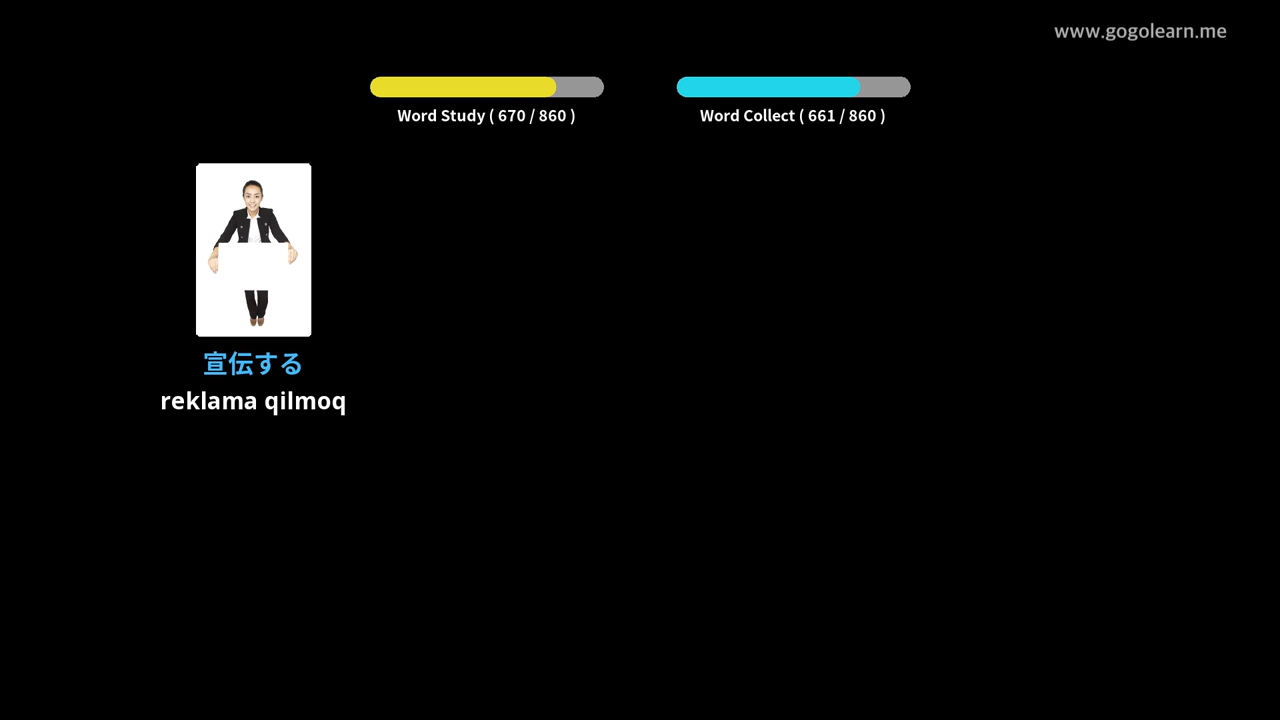 www.gogolearn.me
Word Study ( 670 / 860 )
Word Collect ( 661 / 860 )
宣伝する
reklama qilmoq